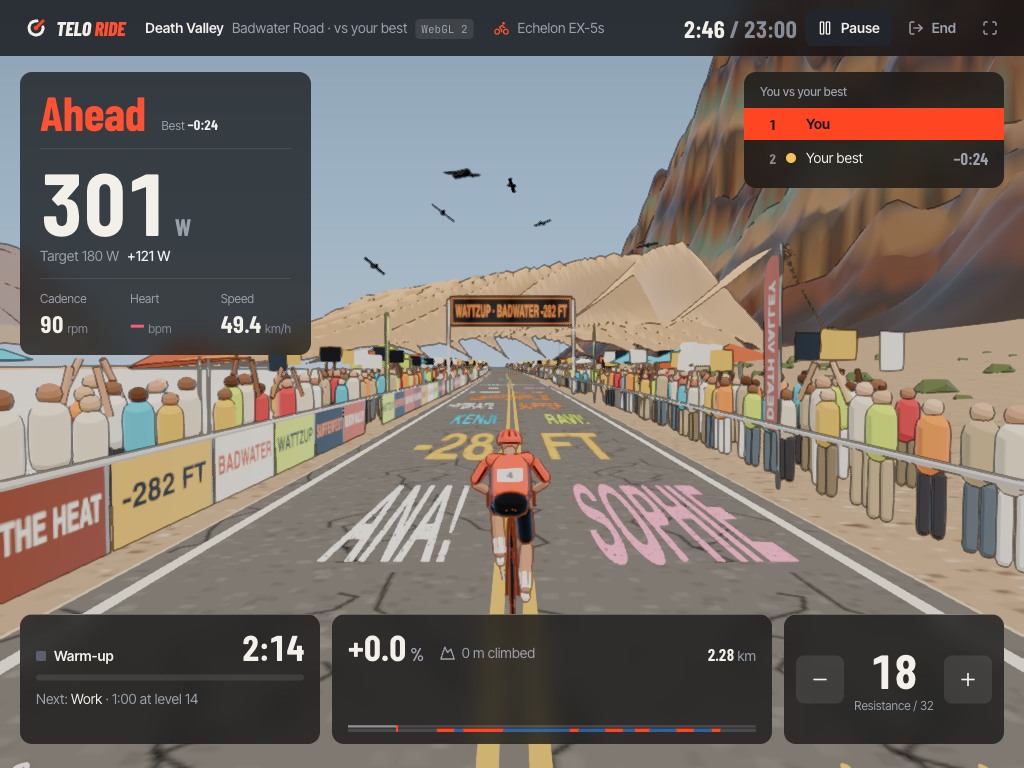 TELO RIDE
Death Valley Badwater Road · vs your best WebGL 2
Echelon EX-5s
2:46 / 23:00
Pause
End
Ahead
Best −0:24
301 W
Target 180 W +121 W
Cadence Heart Speed
90 rpm — bpm 49.4 km/h
You vs your best
1 You
2 Your best −0:24
WATTZUP · BADWATER -282 FT
DEATH VALLEY
THE HEAT
-282 FT
BADWATER
WATTZUP
SUFFERFEST
KENJI
RAVI!
-28 FT
4
ANA!
SOPHIE
Warm-up 2:14
Next: Work · 1:00 at level 14
+0.0 % 0 m climbed 2.28 km
− 18 +
Resistance / 32